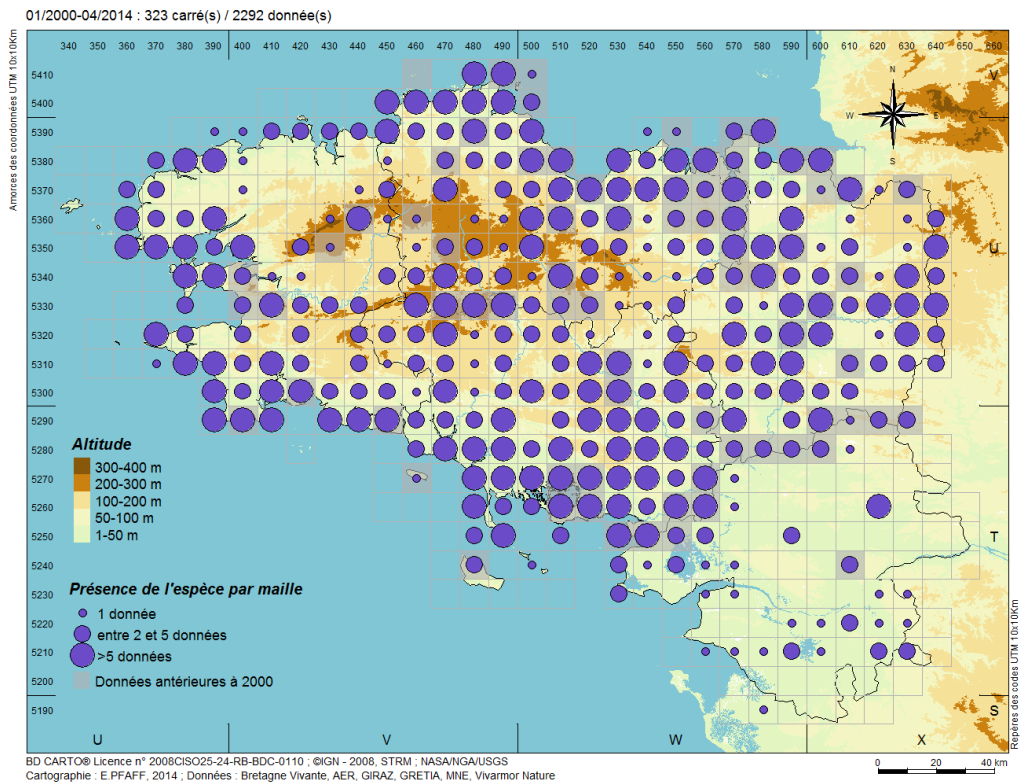 01/2000-04/2014 : 323 carré(s) / 2292 donnée(s)
Amorces des coordonnées UTM 10x10Km
340 350 360 370 380 390 400 410 420 430 440 450 460 470 480 490 500 510 520 530 540 550 560 570 580 590 600 610 620 630 640 650 660
N
V
5410
5400
W E
5390
S
5380
5370
5360
5350
U
5340
5330
5320
5310
5300
5290
5280
5270
5260
5250
T
5240
5230
5220
5210
5200
5190
S
Altitude
300-400 m
200-300 m
100-200 m
50-100 m
1-50 m
Présence de l'espèce par maille
1 donnée
entre 2 et 5 données
>5 données
Données antérieures à 2000
U V W X
Repères des codes UTM 10x10Km
BD CARTO® Licence n° 2008CISO25-24-RB-BDC-0110 ; ©IGN - 2008, STRM ; NASA/NGA/USGS
Cartographie : E.PFAFF, 2014 ; Données : Bretagne Vivante, AER, GIRAZ, GRETIA, MNE, Vivarmor Nature
0 20 40 km